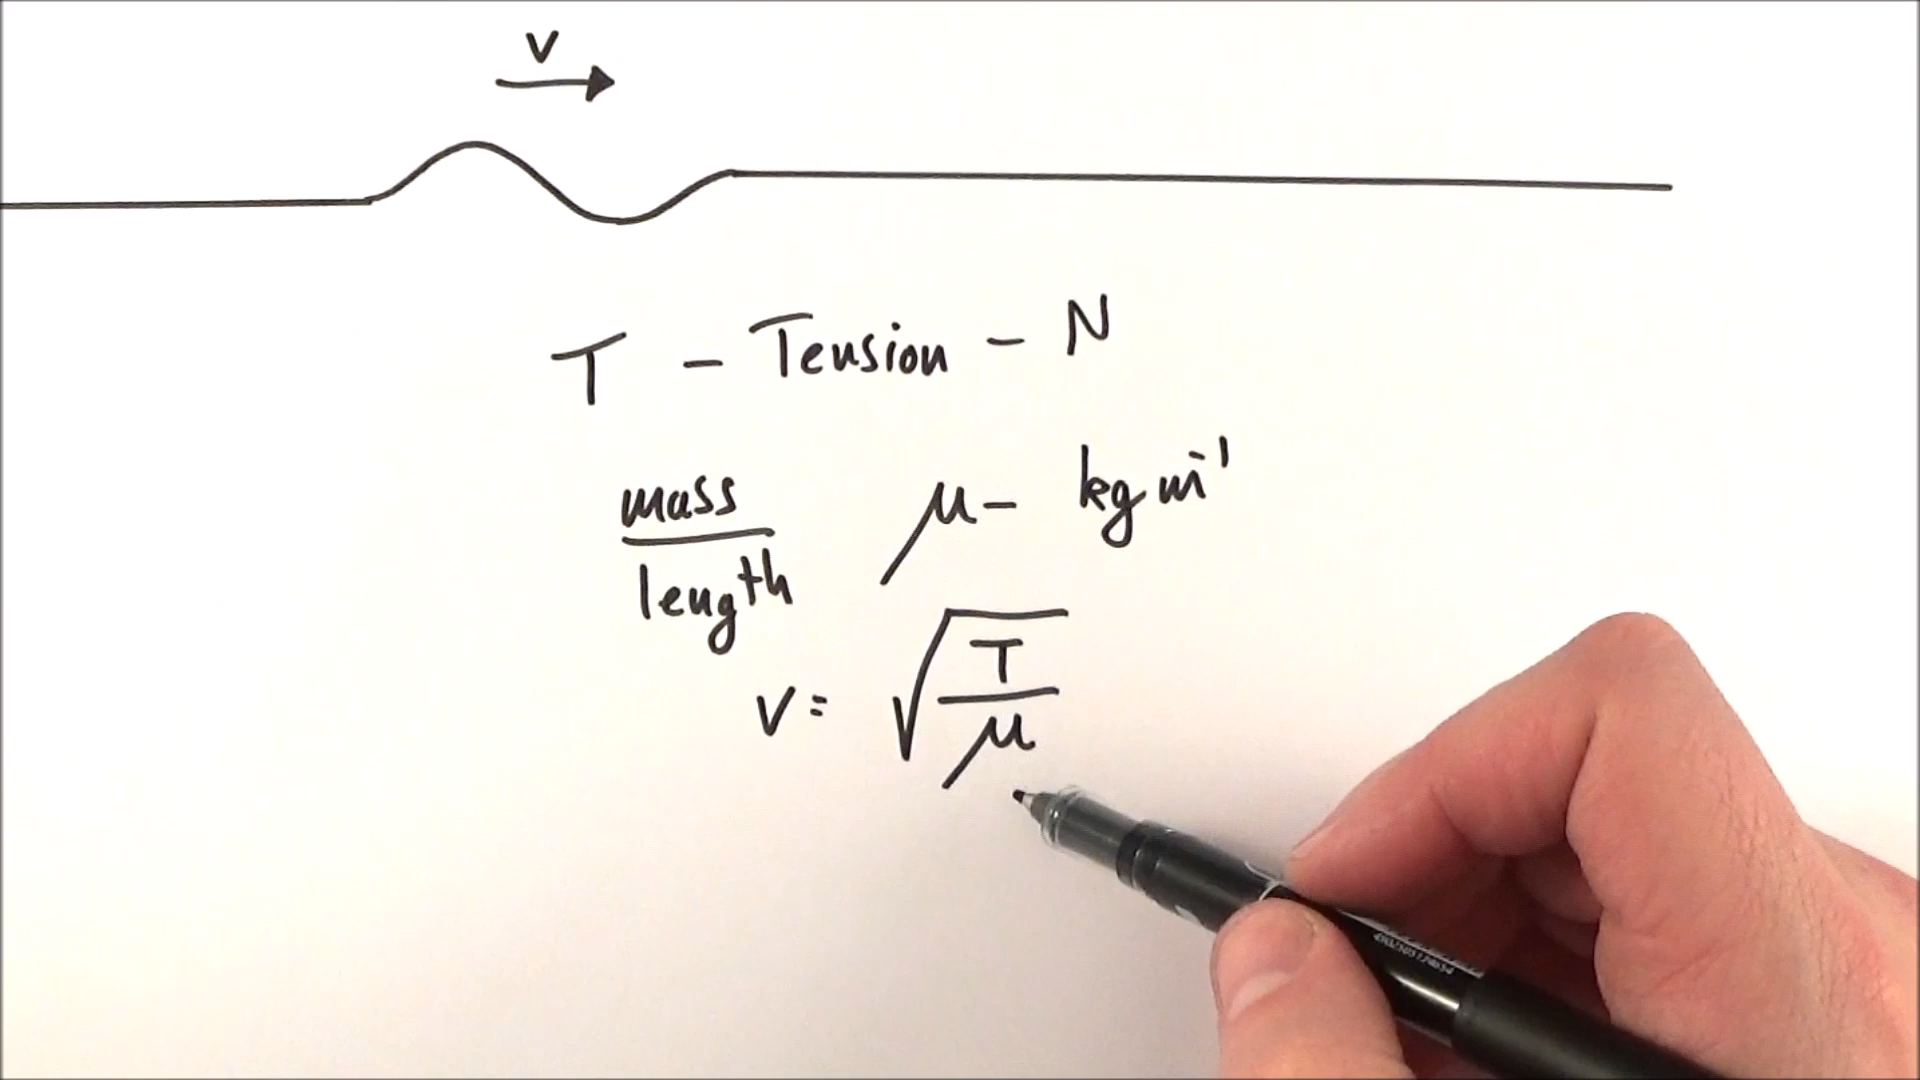 v
T - Tension - N
mass
length
μ - kg m⁻¹
v = √(T/μ)